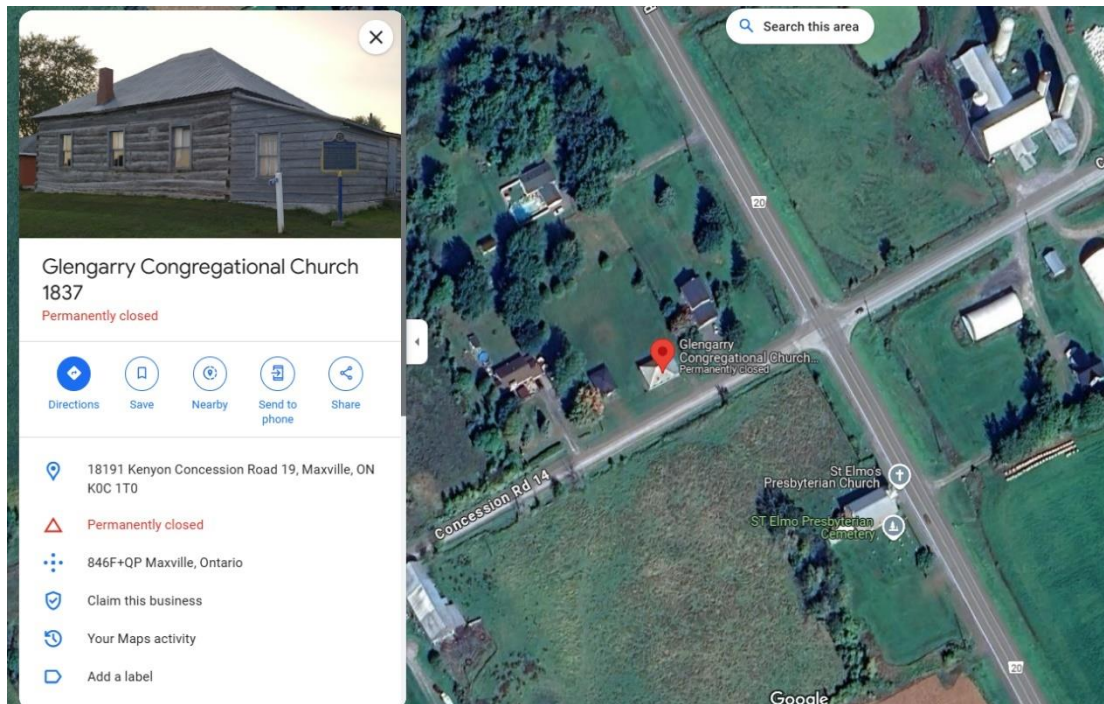 Glengarry Congregational Church
1837
Permanently closed
Directions
Save
Nearby
Send to
phone
Share
18191 Kenyon Concession Road 19, Maxville, ON
K0C 1T0
Permanently closed
846F+QP Maxville, Ontario
Claim this business
Your Maps activity
Add a label
Search this area
20
Glengarry
Congregational Church...
Permanently closed
Concession Rd 14
St Elmo's
Presbyterian Church
ST Elmo Presbyterian
Cemetery
20
Google